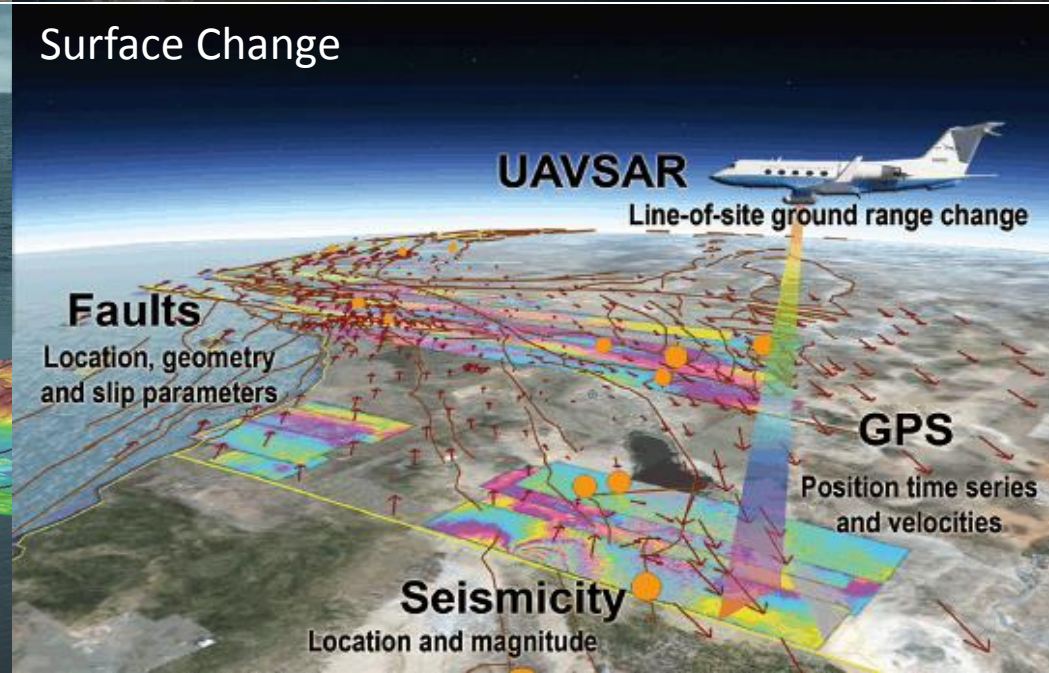 Surface Change
UAVSAR
Line-of-site ground range change
Faults
Location, geometry
and slip parameters
GPS
Position time series
and velocities
Seismicity
Location and magnitude